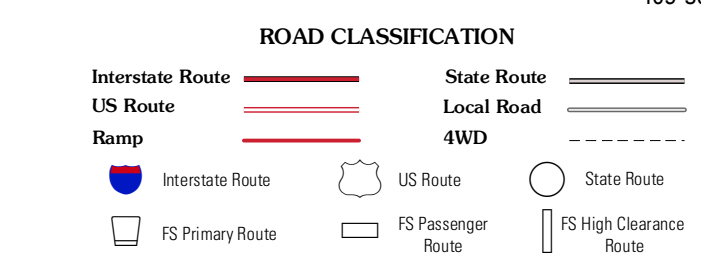 ROAD CLASSIFICATION
Interstate Route
State Route
US Route
Local Road
Ramp
4WD
Interstate Route
US Route
State Route
FS Primary Route
FS Passenger
Route
FS High Clearance
Route